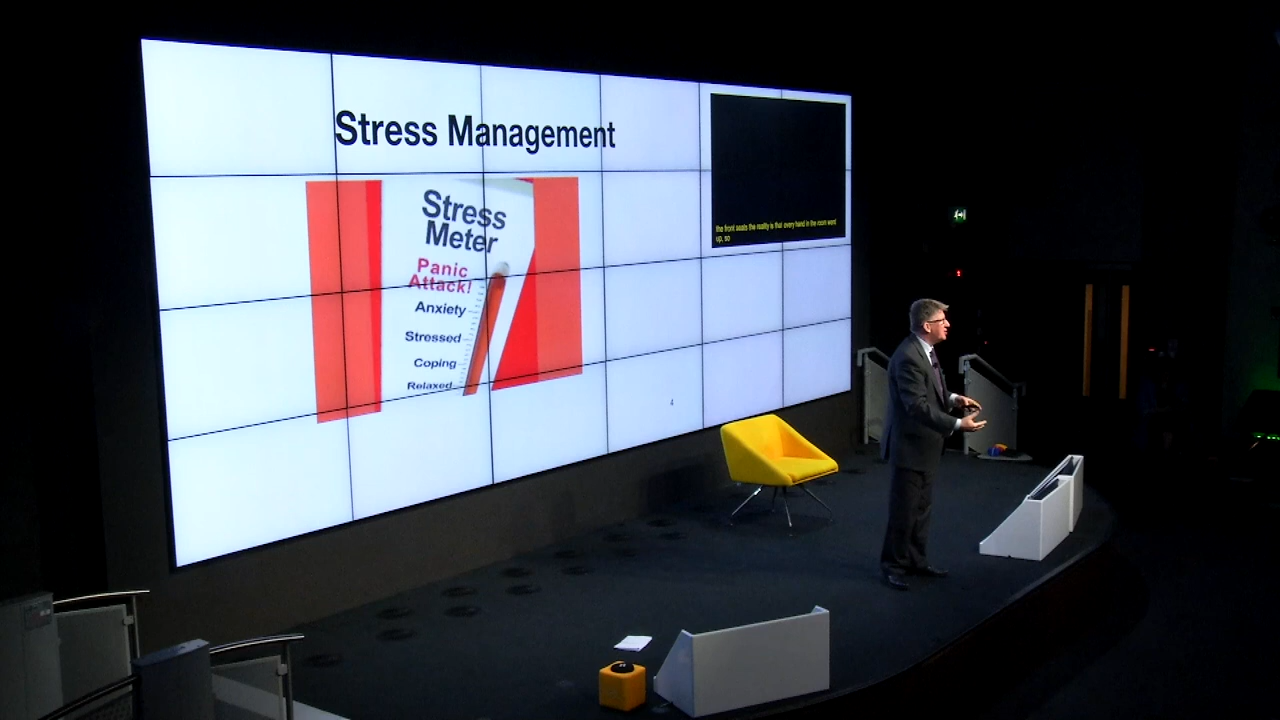 Stress Management
Stress
Meter
Panic
Attack!
Anxiety
Stressed
Coping
Relaxed
the front seats the reality is that every hand in the room went
up, so
4